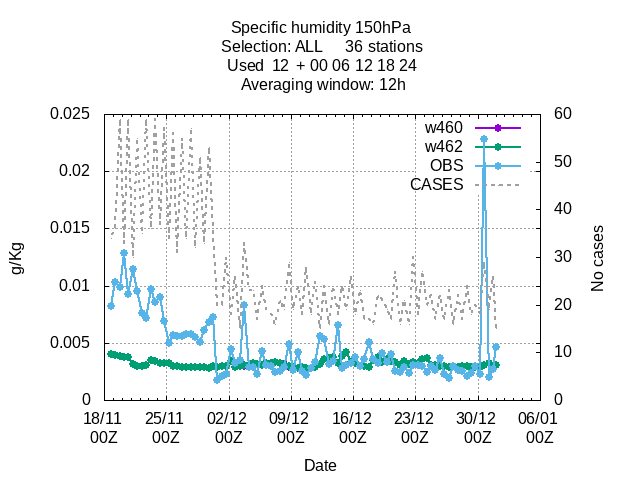 Specific humidity 150hPa
Selection: ALL 36 stations
Used 12 + 00 06 12 18 24
Averaging window: 12h
0.025
0.02
0.015
0.01
0.005
0
g/Kg
60
50
40
30
20
10
0
No cases
w460
w462
OBS
CASES
18/11 25/11 02/12 09/12 16/12 23/12 30/12 06/01
00Z 00Z 00Z 00Z 00Z 00Z 00Z 00Z
Date